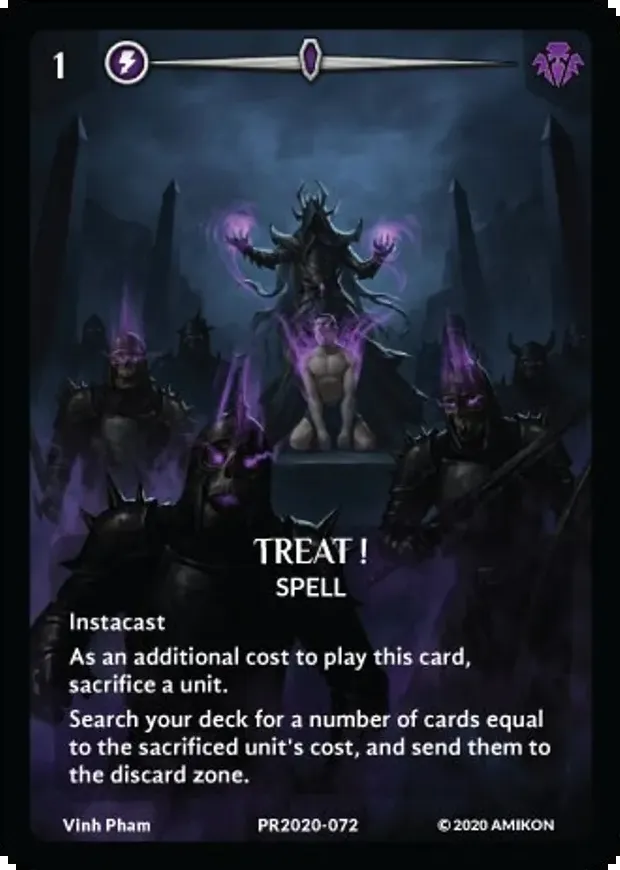 1
TREAT !
SPELL
Instacast
As an additional cost to play this card,
sacrifice a unit.
Search your deck for a number of cards equal
to the sacrificed unit's cost, and send them to
the discard zone.
Vinh Pham PR2020-072 © 2020 AMIKON